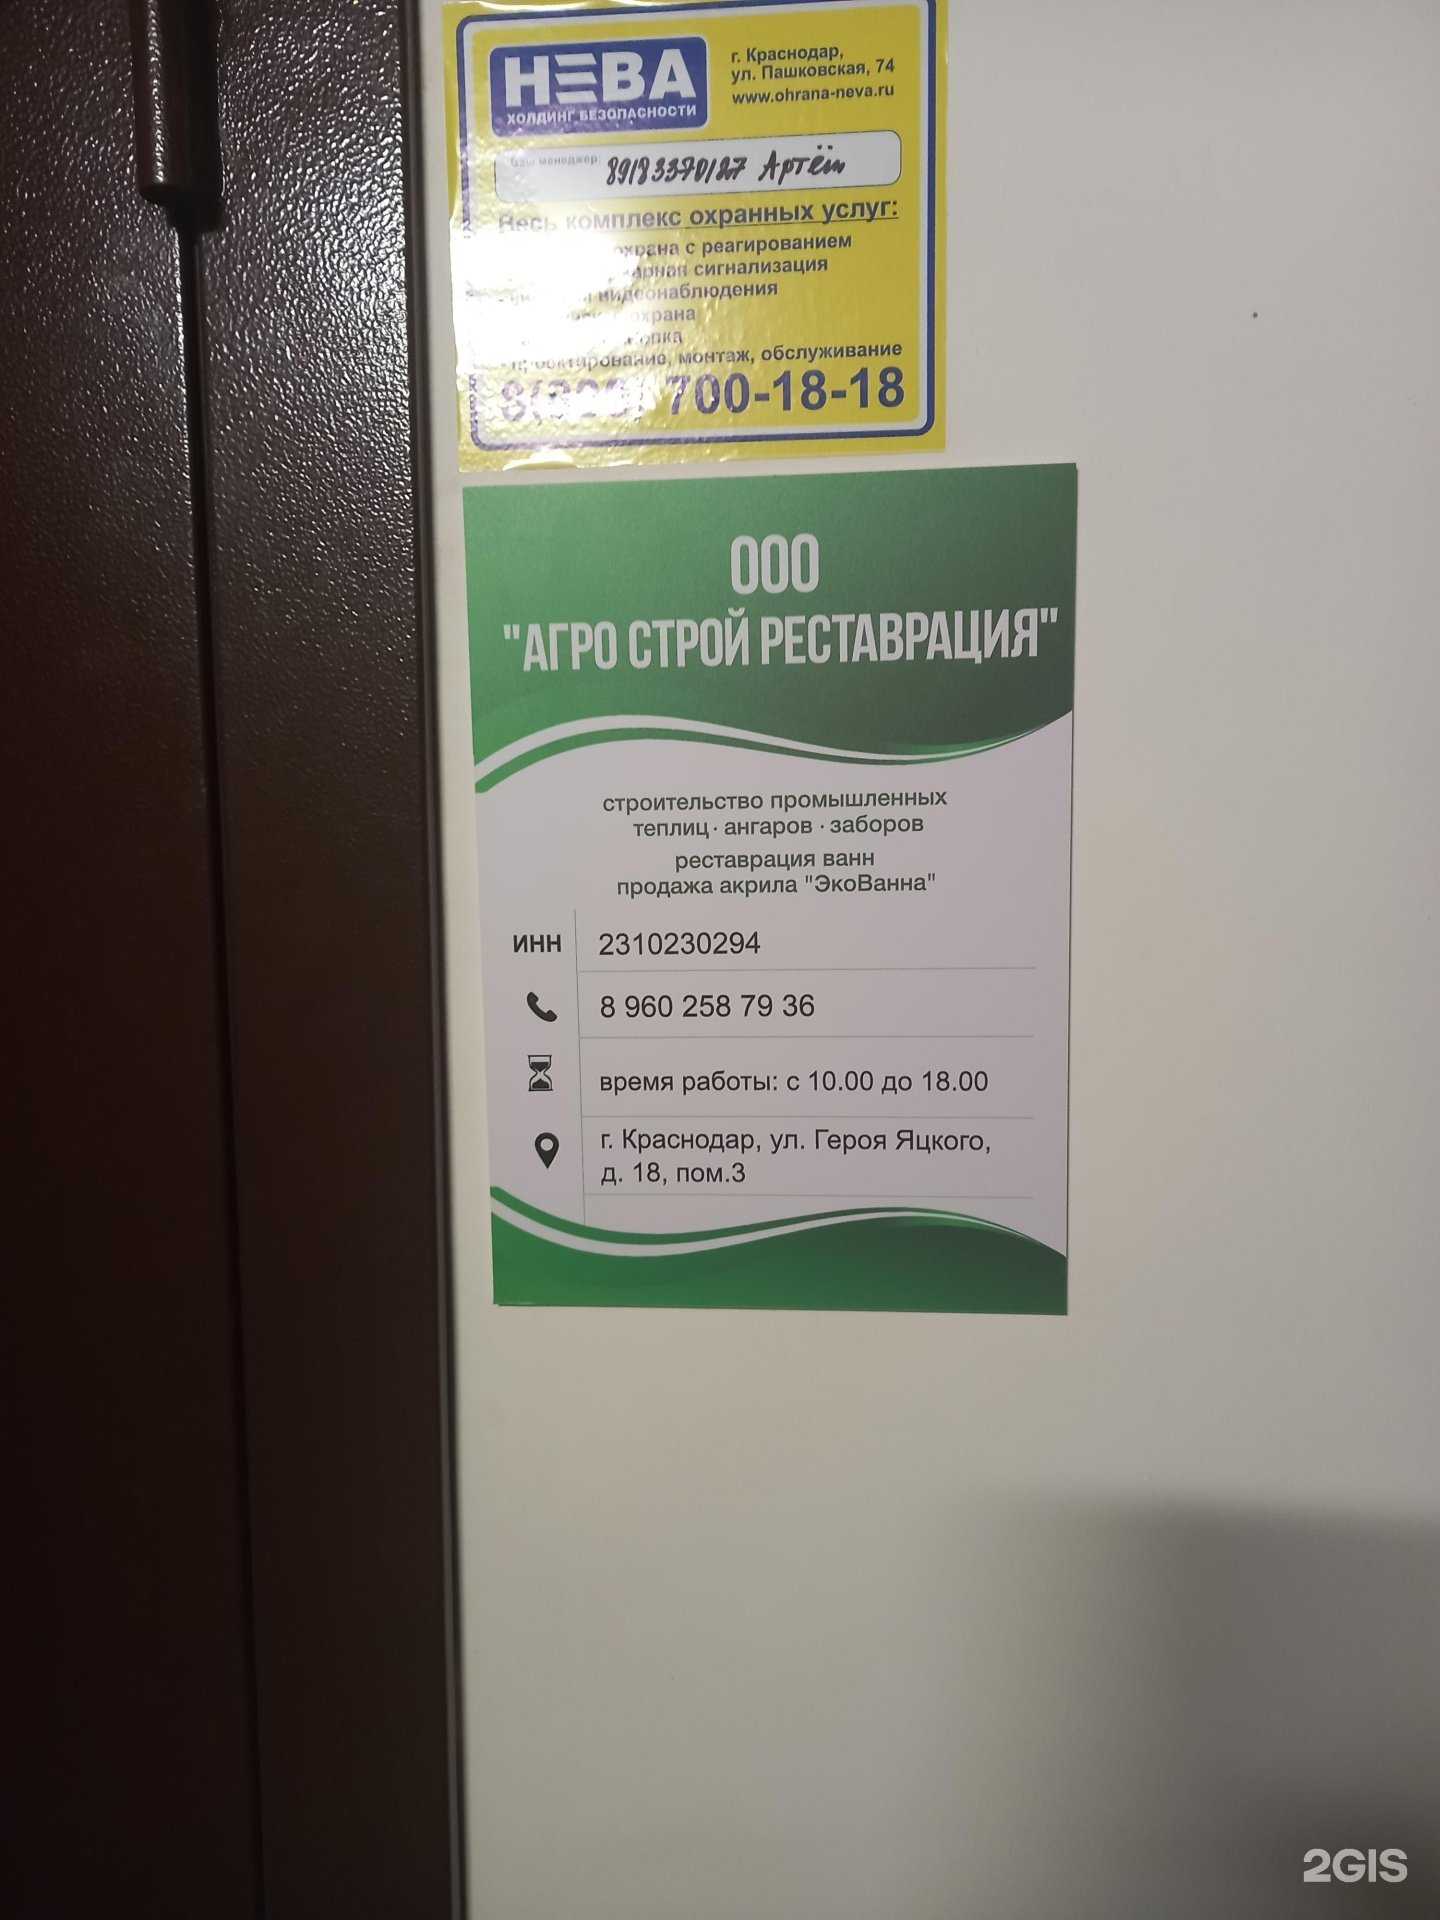 НЕВА
ХОЛДИНГ БЕЗОПАСНОСТИ
г. Краснодар,
ул. Пашковская, 74
www.ohrana-neva.ru
Ваш менеджер: 89183370127 Артём
Весь комплекс охранных услуг:
охрана с реагированием
сигнализация
видеонаблюдения
охрана
проектирование, монтаж, обслуживание
700-18-18
ООО
"АГРО СТРОЙ РЕСТАВРАЦИЯ"
строительство промышленных
теплиц · ангаров · заборов
реставрация ванн
продажа акрила "ЭкоВанна"
ИНН 2310230294
8 960 258 79 36
время работы: с 10.00 до 18.00
г. Краснодар, ул. Героя Яцкого,
д. 18, пом.3
2GIS